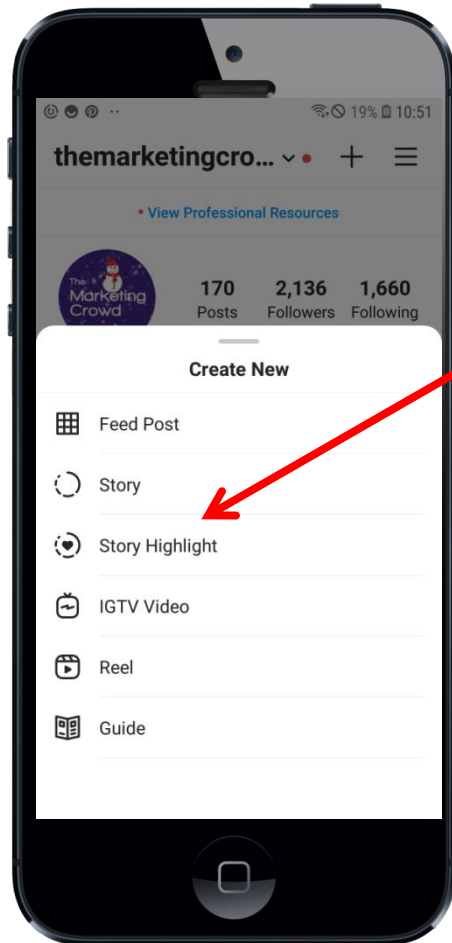 19% 10:51
themarketingcro...
View Professional Resources
The
Marketing
Crowd
170 2,136 1,660
Posts Followers Following
Create New
Feed Post
Story
Story Highlight
IGTV Video
Reel
Guide